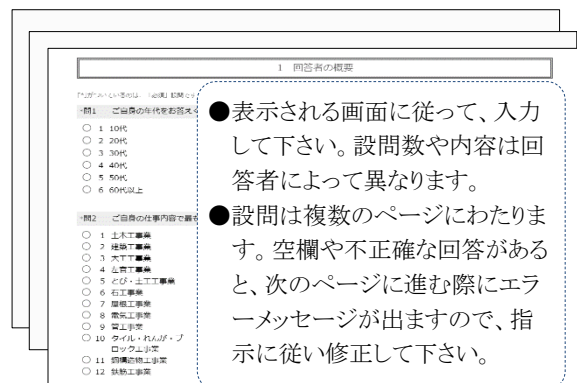 1 回答者の概要
問1 ご自身の年代をお答えく
○ 1 10代
○ 2 20代
○ 3 30代
○ 4 40代
○ 5 50代
○ 6 60代以上
問2 ご自身の仕事内容で最も
○ 1 土木工事業
○ 2 建築工事業
○ 3 大工工事業
○ 4 左官工事業
○ 5 とび・土工工事業
○ 6 石工事業
○ 7 屋根工事業
○ 8 電気工事業
○ 9 管工事業
○ 10 タイル・れんが・ブ
ロック工事業
○ 11 鋼構造物工事業
○ 12 鉄筋工事業
●表示される画面に従って、入力
して下さい。設問数や内容は回
答者によって異なります。
●設問は複数のページにわたりま
す。空欄や不正確な回答がある
と、次のページに進む際にエラ
ーメッセージが出ますので、指
示に従い修正して下さい。